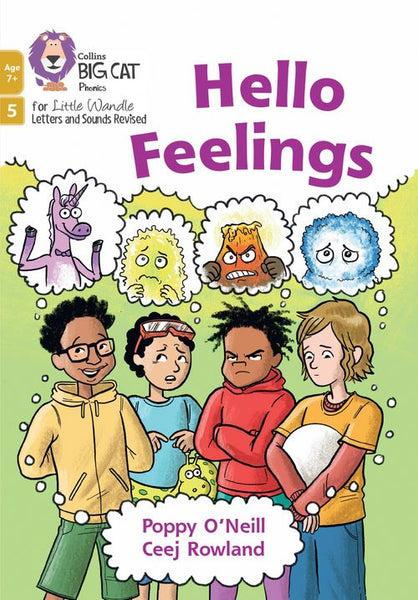 Age
7+
5
Collins
BIG CAT
Phonics
for Little Wandle
Letters and Sounds Revised
Hello
Feelings
Poppy O'Neill
Ceej Rowland